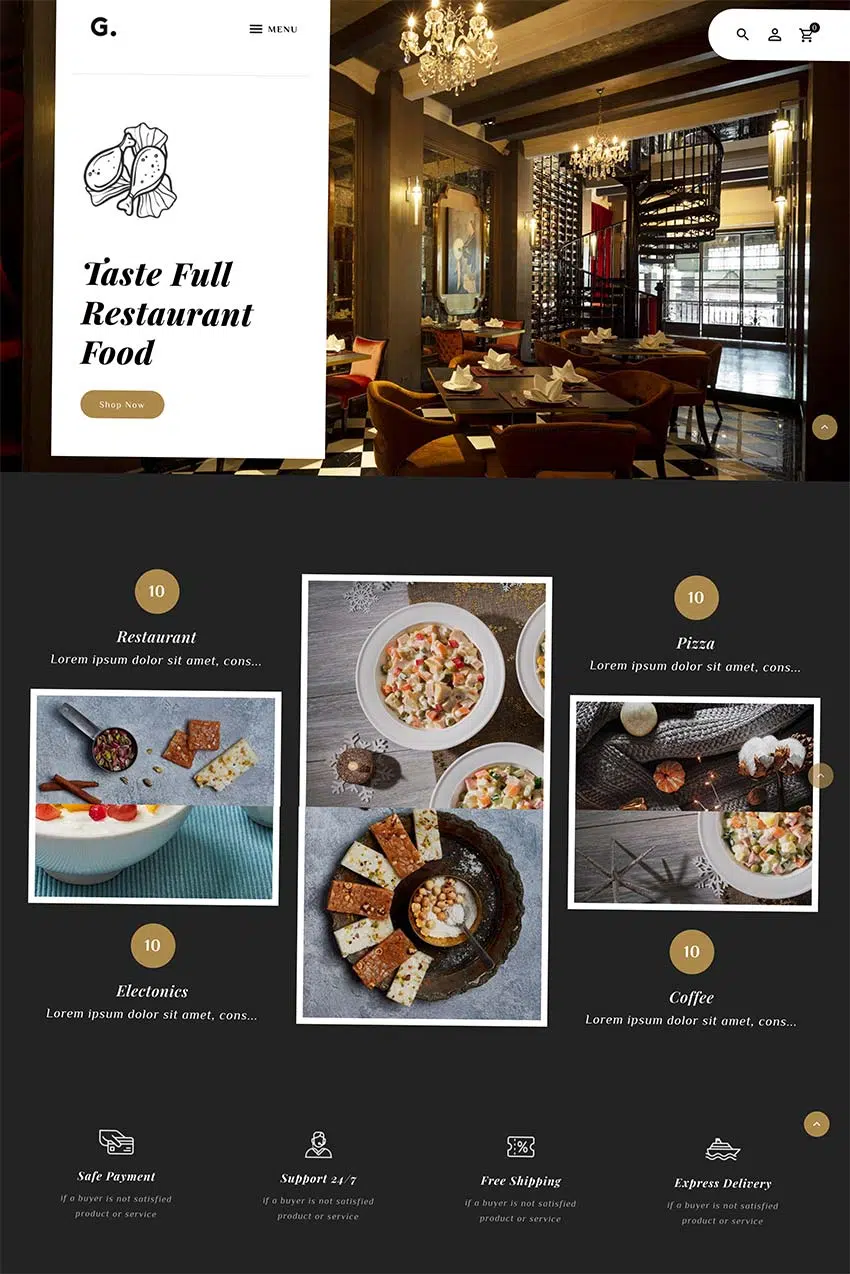 G.
MENU
0
Taste Full
Restaurant
Food
Shop Now
10
Restaurant
Lorem ipsum dolor sit amet, cons...
10
Pizza
Lorem ipsum dolor sit amet, cons...
10
Electonics
Lorem ipsum dolor sit amet, cons...
10
Coffee
Lorem ipsum dolor sit amet, cons...
Safe Payment
if a buyer is not satisfied
product or service
Support 24/7
if a buyer is not satisfied
product or service
%
Free Shipping
if a buyer is not satisfied
product or service
Express Delivery
if a buyer is not satisfied
product or service